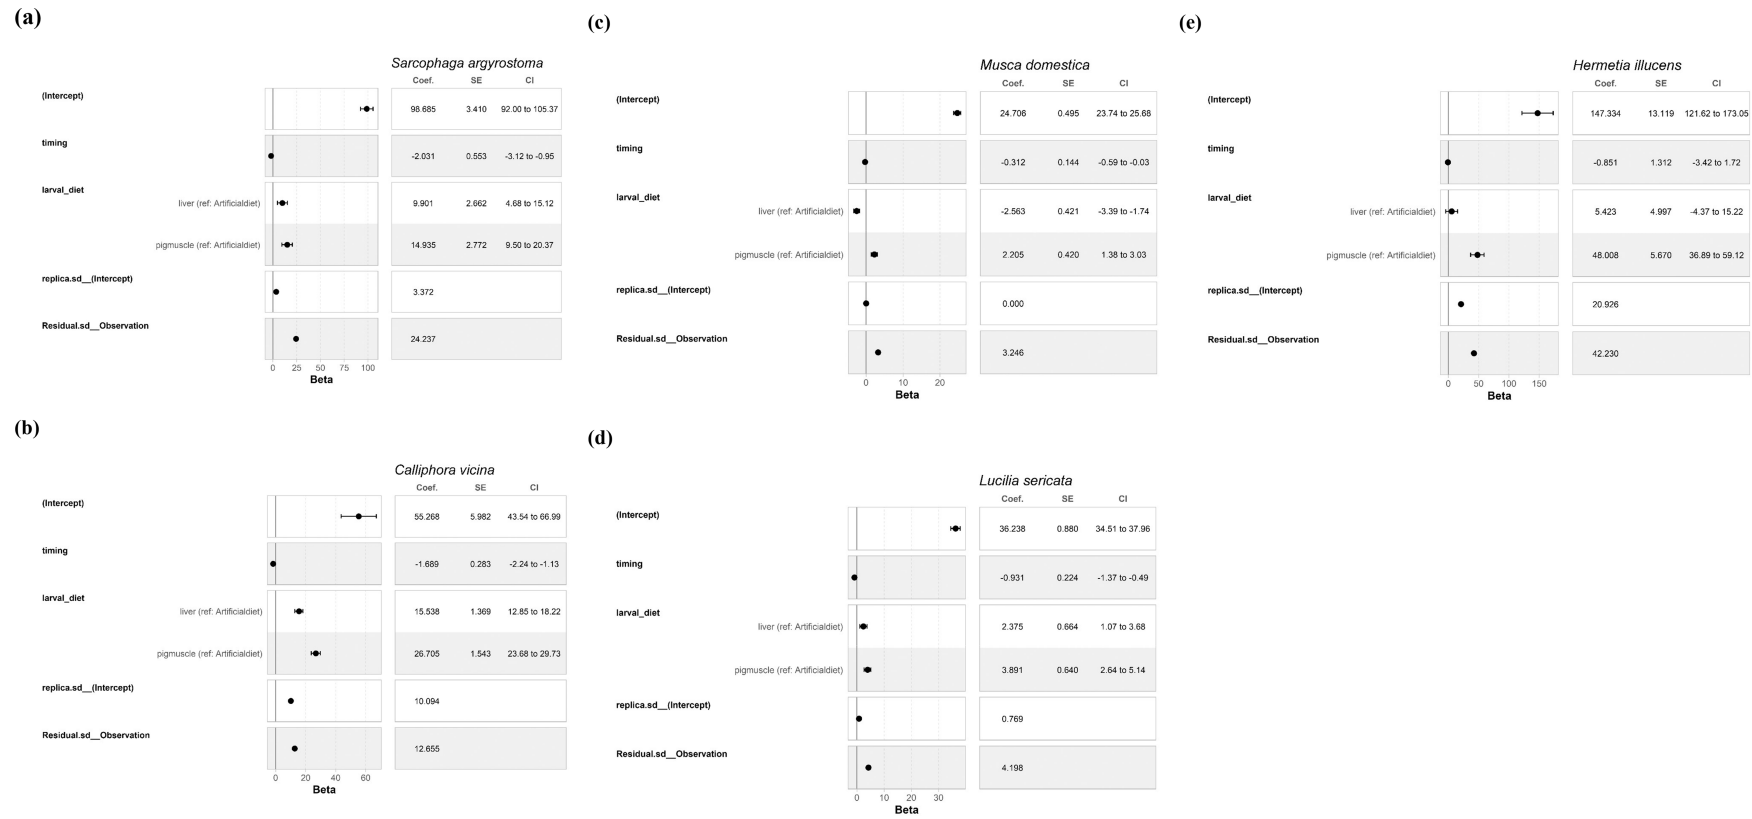 (a)
Sarcophaga argyrostoma
Coef. SE CI
(Intercept) 98.685 3.410 92.00 to 105.37
timing -2.031 0.553 -3.12 to -0.95
larval_diet
liver (ref: Artificialdiet) 9.901 2.662 4.68 to 15.12
pigmuscle (ref: Artificialdiet) 14.935 2.772 9.50 to 20.37
replica.sd__(Intercept) 3.372
Residual.sd__Observation 24.237
0 25 50 75 100
Beta
(b)
Calliphora vicina
Coef. SE CI
(Intercept) 55.268 5.982 43.54 to 66.99
timing -1.689 0.283 -2.24 to -1.13
larval_diet
liver (ref: Artificialdiet) 15.538 1.369 12.85 to 18.22
pigmuscle (ref: Artificialdiet) 26.705 1.543 23.68 to 29.73
replica.sd__(Intercept) 10.094
Residual.sd__Observation 12.655
0 20 40 60
Beta
(c)
Musca domestica
Coef. SE CI
(Intercept) 24.706 0.495 23.74 to 25.68
timing -0.312 0.144 -0.59 to -0.03
larval_diet
liver (ref: Artificialdiet) -2.563 0.421 -3.39 to -1.74
pigmuscle (ref: Artificialdiet) 2.205 0.420 1.38 to 3.03
replica.sd__(Intercept) 0.000
Residual.sd__Observation 3.246
0 10 20
Beta
(d)
Lucilia sericata
Coef. SE CI
(Intercept) 36.238 0.880 34.51 to 37.96
timing -0.931 0.224 -1.37 to -0.49
larval_diet
liver (ref: Artificialdiet) 2.375 0.664 1.07 to 3.68
pigmuscle (ref: Artificialdiet) 3.891 0.640 2.64 to 5.14
replica.sd__(Intercept) 0.769
Residual.sd__Observation 4.198
0 10 20 30
Beta
(e)
Hermetia illucens
Coef. SE CI
(Intercept) 147.334 13.119 121.62 to 173.05
timing -0.851 1.312 -3.42 to 1.72
larval_diet
liver (ref: Artificialdiet) 5.423 4.997 -4.37 to 15.22
pigmuscle (ref: Artificialdiet) 48.008 5.670 36.89 to 59.12
replica.sd__(Intercept) 20.926
Residual.sd__Observation 42.230
0 50 100 150
Beta